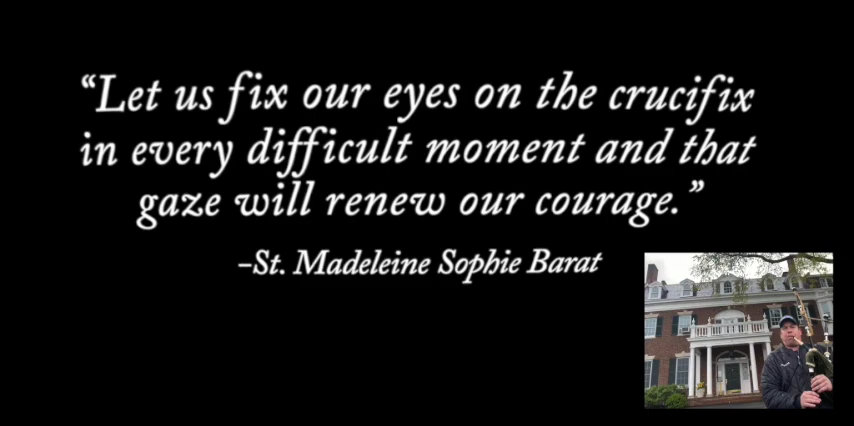 “Let us fix our eyes on the crucifix
in every difficult moment and that
gaze will renew our courage.”
–St. Madeleine Sophie Barat